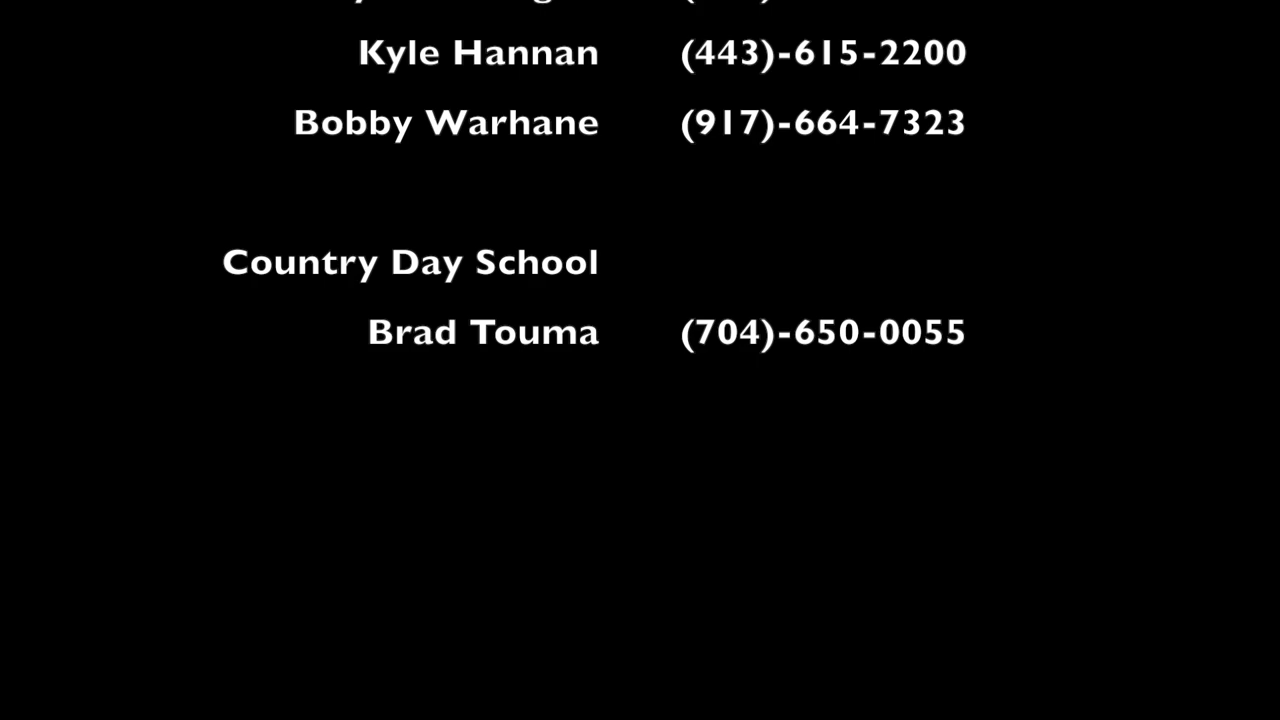 Kyle Hannan (443)-615-2200
Bobby Warhane (917)-664-7323
Country Day School
Brad Touma (704)-650-0055